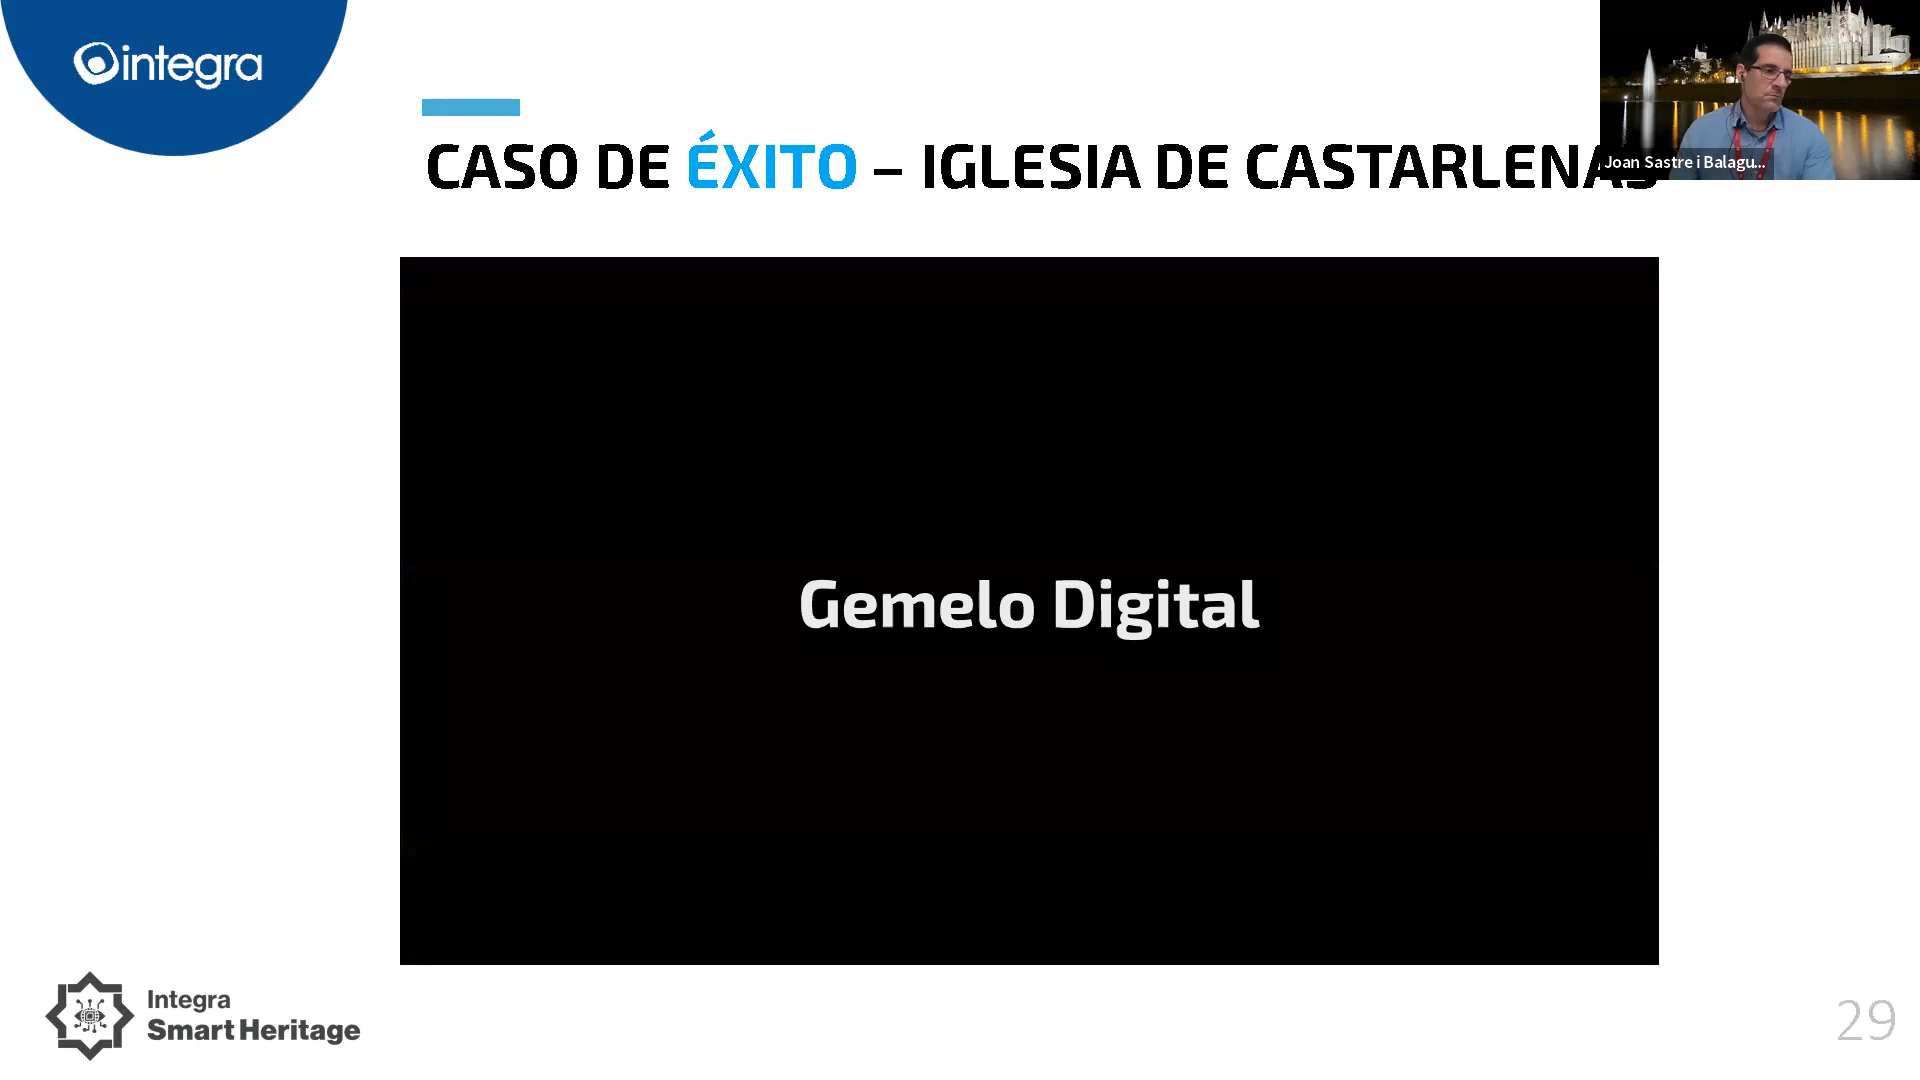 integra
CASO DE ÉXITO – IGLESIA DE CASTARLENAS
Joan Sastre i Balagu...
Gemelo Digital
Integra
Smart Heritage
29